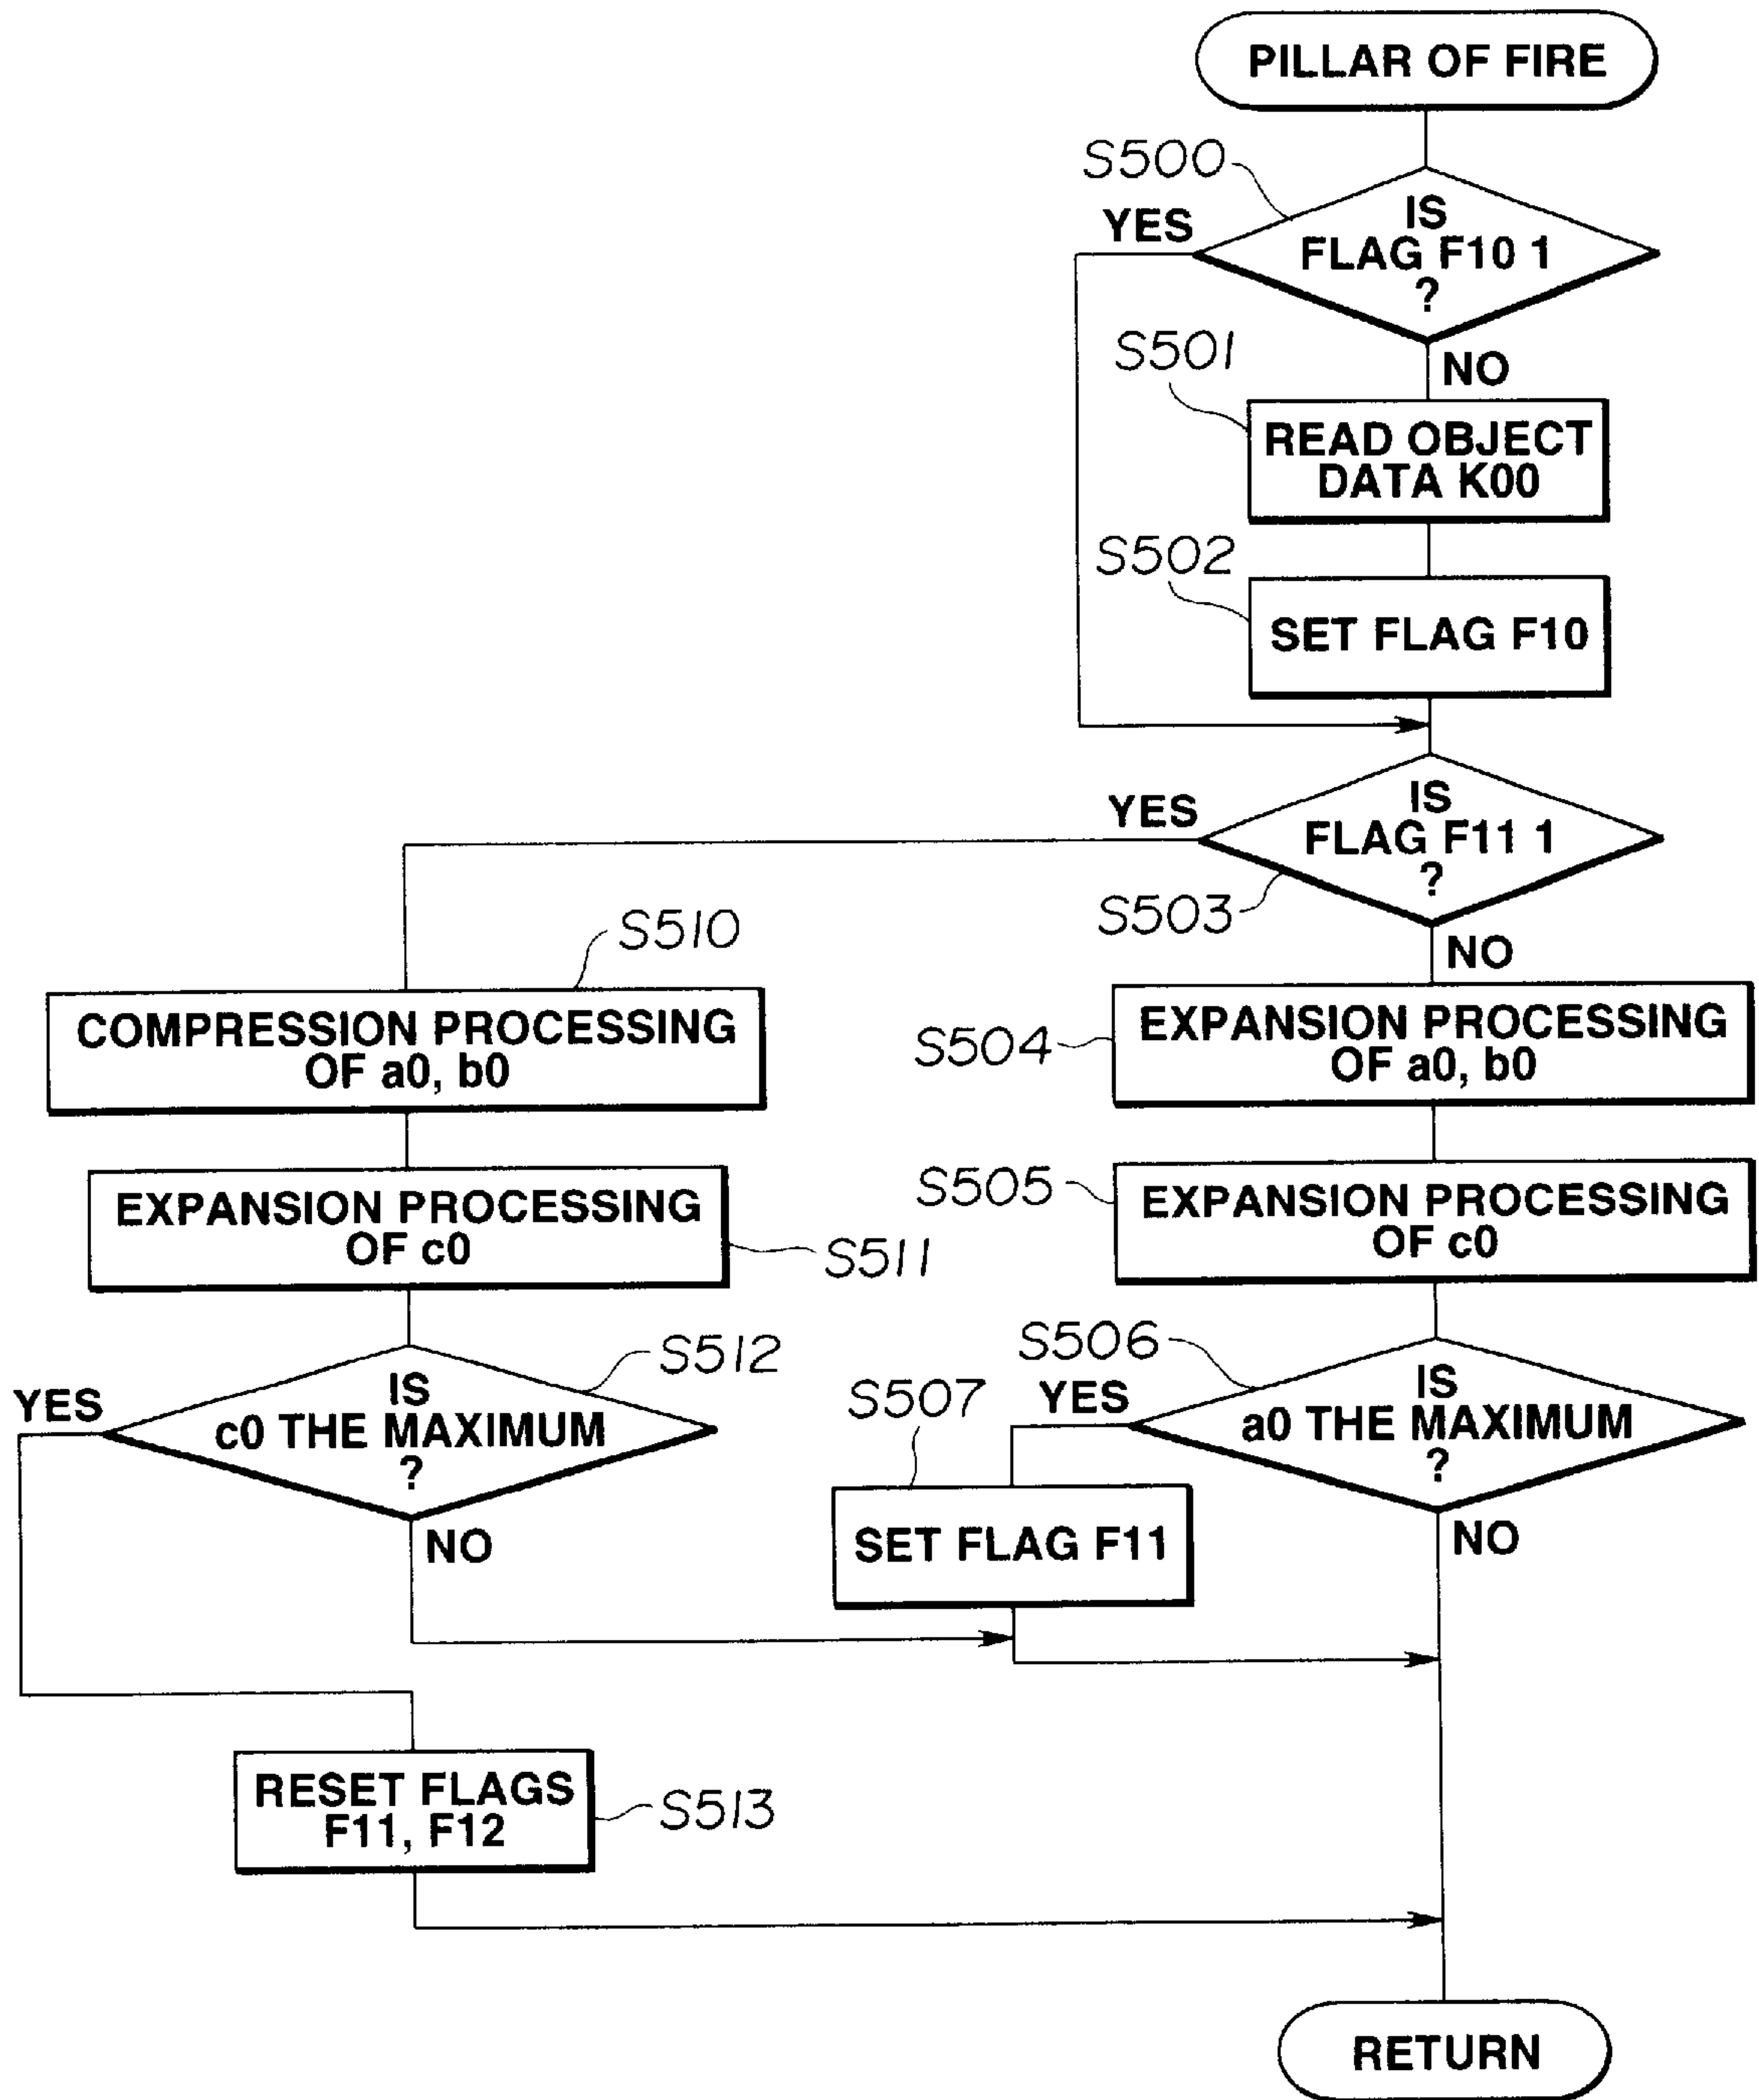 PILLAR OF FIRE
S500
IS
FLAG F10 1
?
YES
NO
S501
READ OBJECT
DATA K00
S502
SET FLAG F10
IS
FLAG F11 1
?
YES
S503
NO
S510
COMPRESSION PROCESSING
OF a0, b0
S504
EXPANSION PROCESSING
OF a0, b0
EXPANSION PROCESSING
OF c0
S511
S505
EXPANSION PROCESSING
OF c0
S512
IS
c0 THE MAXIMUM
?
YES
NO
S506
IS
a0 THE MAXIMUM
?
YES
NO
S507
SET FLAG F11
RESET FLAGS
F11, F12
S513
RETURN